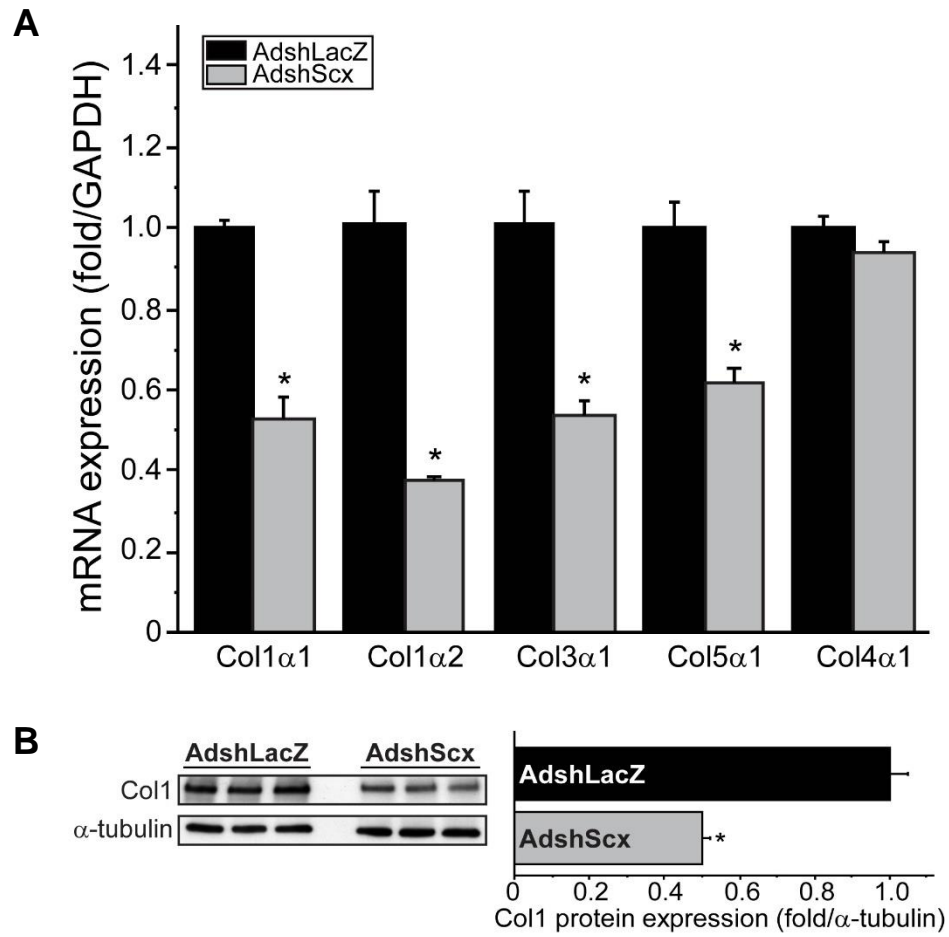 A
mRNA expression (fold/GAPDH)
1.4
1.2
1.0
0.8
0.6
0.4
0.2
0
AdshLacZ
AdshScx
*
*
*
*
Col1α1 Col1α2 Col3α1 Col5α1 Col4α1
B
AdshLacZ AdshScx
Col1
α-tubulin
AdshLacZ
AdshScx *
0 0.2 0.4 0.6 0.8 1.0
Col1 protein expression (fold/α-tubulin)